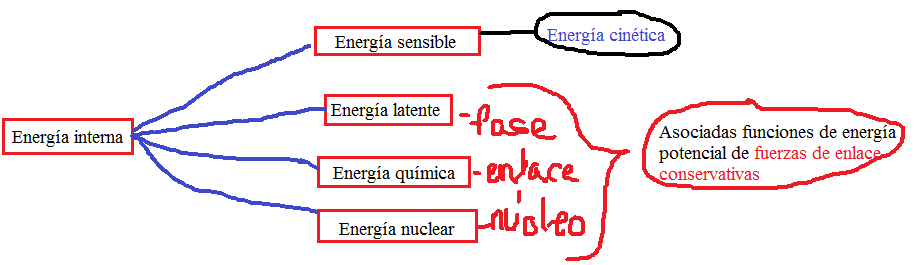 Energía sensible
Energía cinética
Energía interna
Energía latente
-fase
Energía química
-enlace
Energía nuclear
-núcleo
Asociadas funciones de energía
potencial de fuerzas de enlace
conservativas